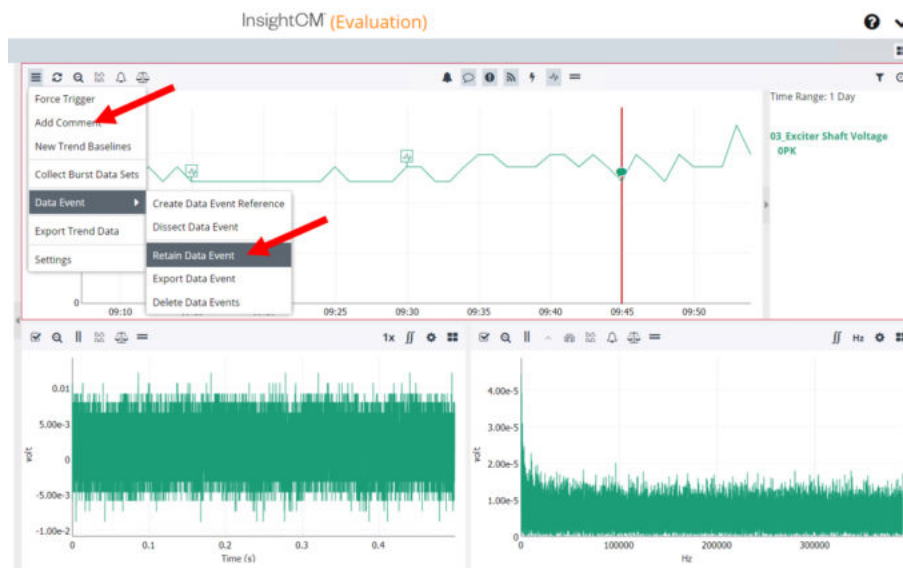 InsightCM™ (Evaluation)
Force Trigger
Add Comment
New Trend Baselines
Collect Burst Data Sets
Data Event
Export Trend Data
Settings
Create Data Event Reference
Dissect Data Event
Retain Data Event
Export Data Event
Delete Data Events
Time Range: 1 Day
03_Exciter Shaft Voltage
0PK
0
09:10
09:25
09:30
09:35
09:40
09:45
09:50
1x
Hz
0.01
5.00e-3
0
-5.00e-3
-1.00e-2
volt
0
0.1
0.2
0.3
0.4
Time (s)
4.00e-5
3.00e-5
2.00e-5
1.00e-5
0
volt
0
100000
200000
300000
Hz